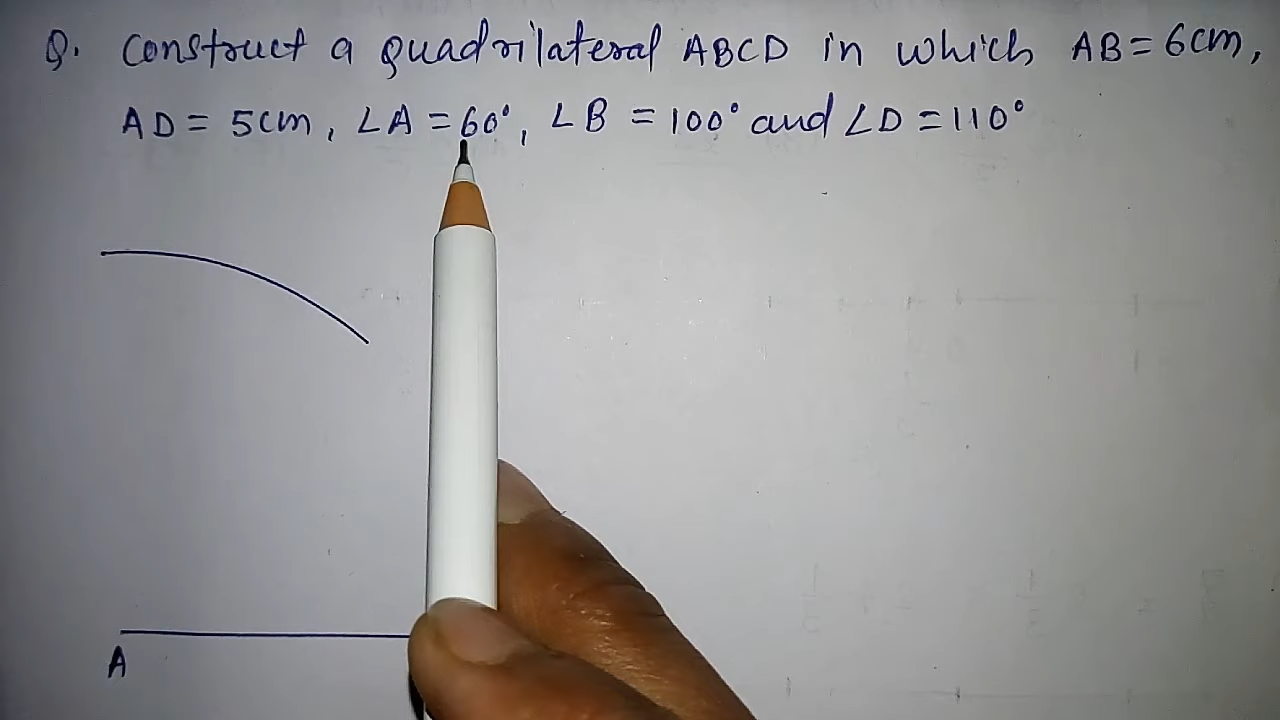 Q. Construct a quadrilateral ABCD in which AB = 6cm,
AD = 5cm, ∠A = 60°, ∠B = 100° and ∠D = 110°
A